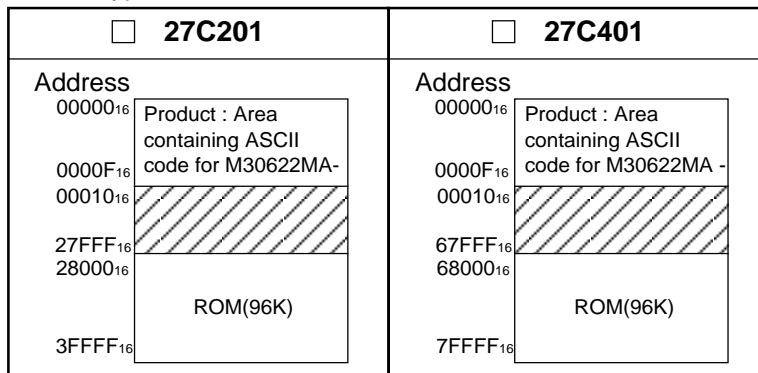 □ 27C201
Address
00000₁₆
Product : Area
containing ASCII
code for M30622MA-
0000F₁₆
00010₁₆
27FFF₁₆
28000₁₆
ROM(96K)
3FFFF₁₆
□ 27C401
Address
00000₁₆
Product : Area
containing ASCII
code for M30622MA -
0000F₁₆
00010₁₆
67FFF₁₆
68000₁₆
ROM(96K)
7FFFF₁₆